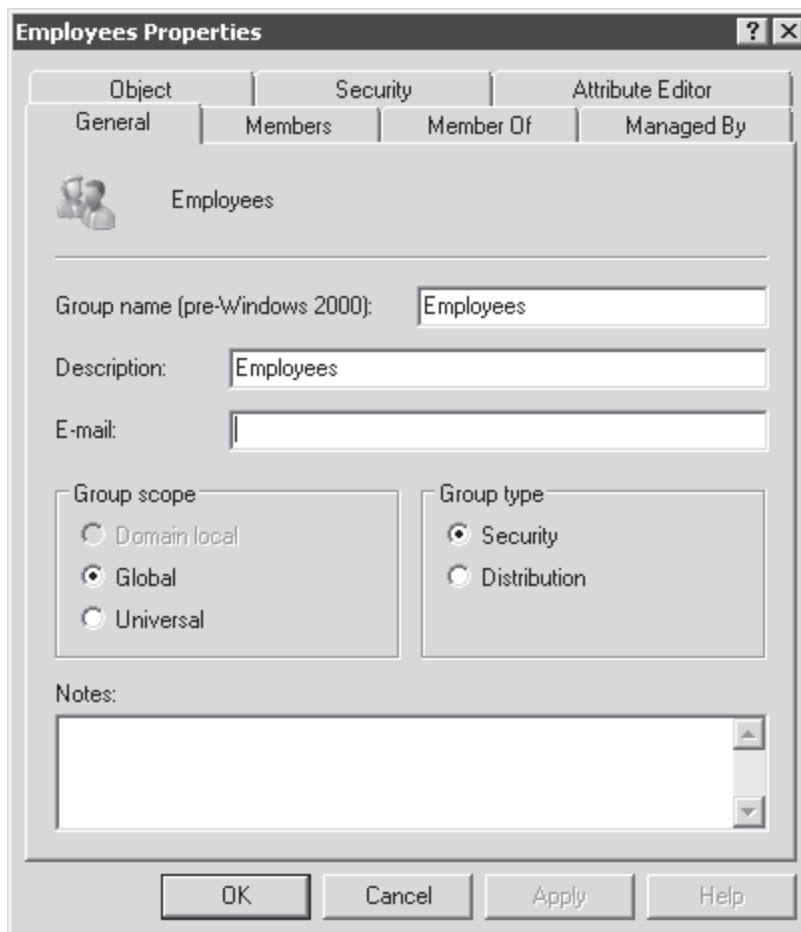 Employees Properties
?
Object Security Attribute Editor
General Members Member Of Managed By
Employees
Group name (pre-Windows 2000): Employees
Description: Employees
E-mail:
Group scope
Domain local
Global
Universal
Group type
Security
Distribution
Notes:
OK Cancel Apply Help